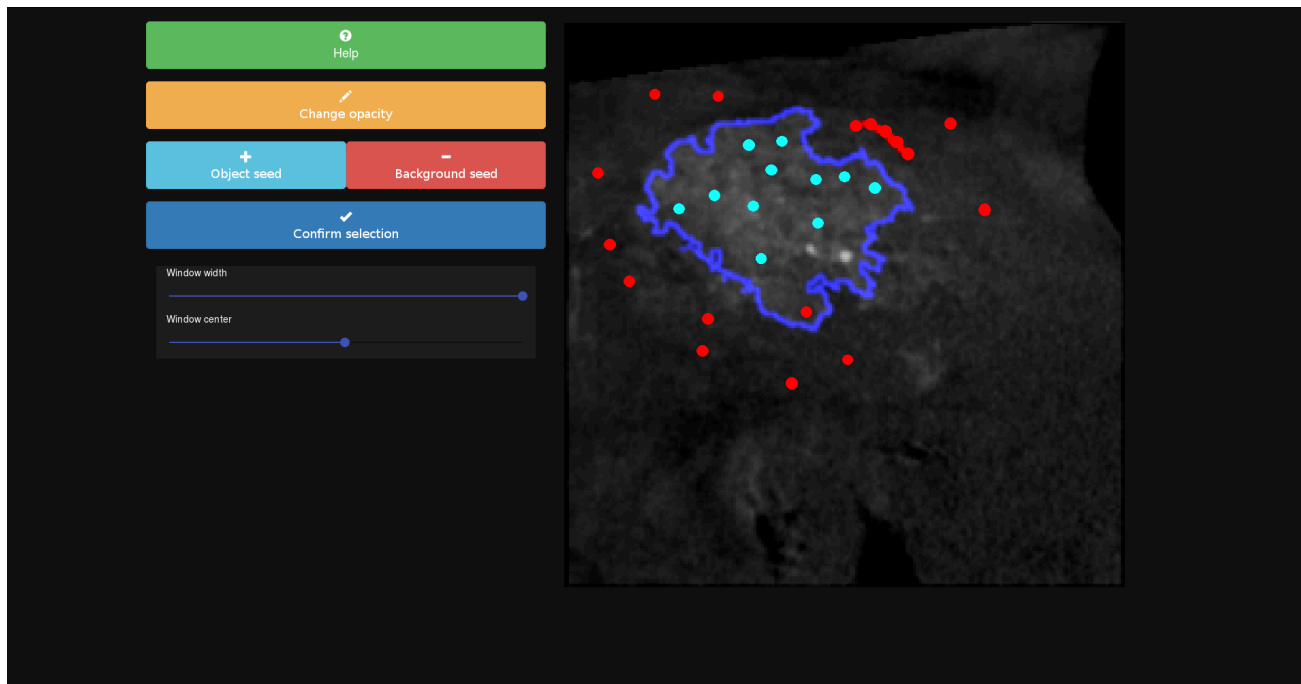 Help
Change opacity
Object seed
Background seed
Confirm selection
Window width
Window center